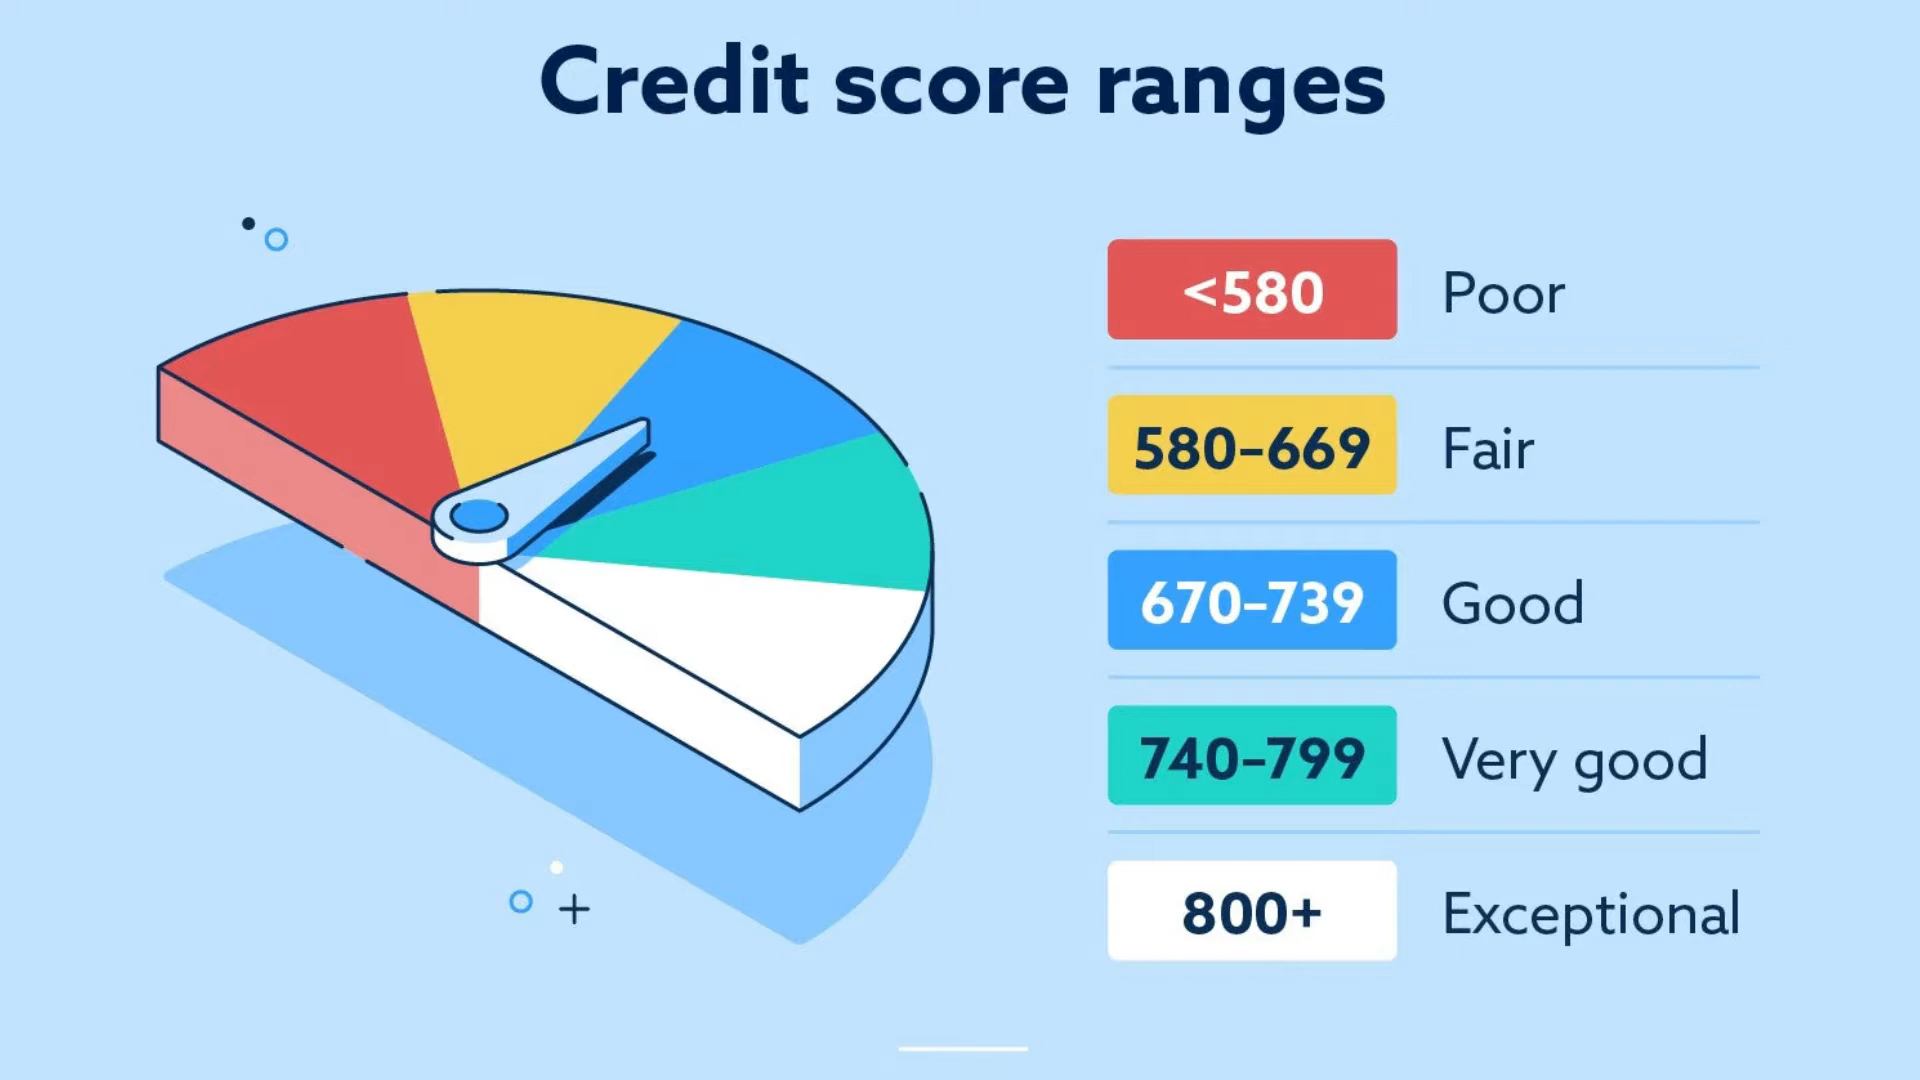 Credit score ranges
<580 Poor
580–669 Fair
670–739 Good
740–799 Very good
800+ Exceptional